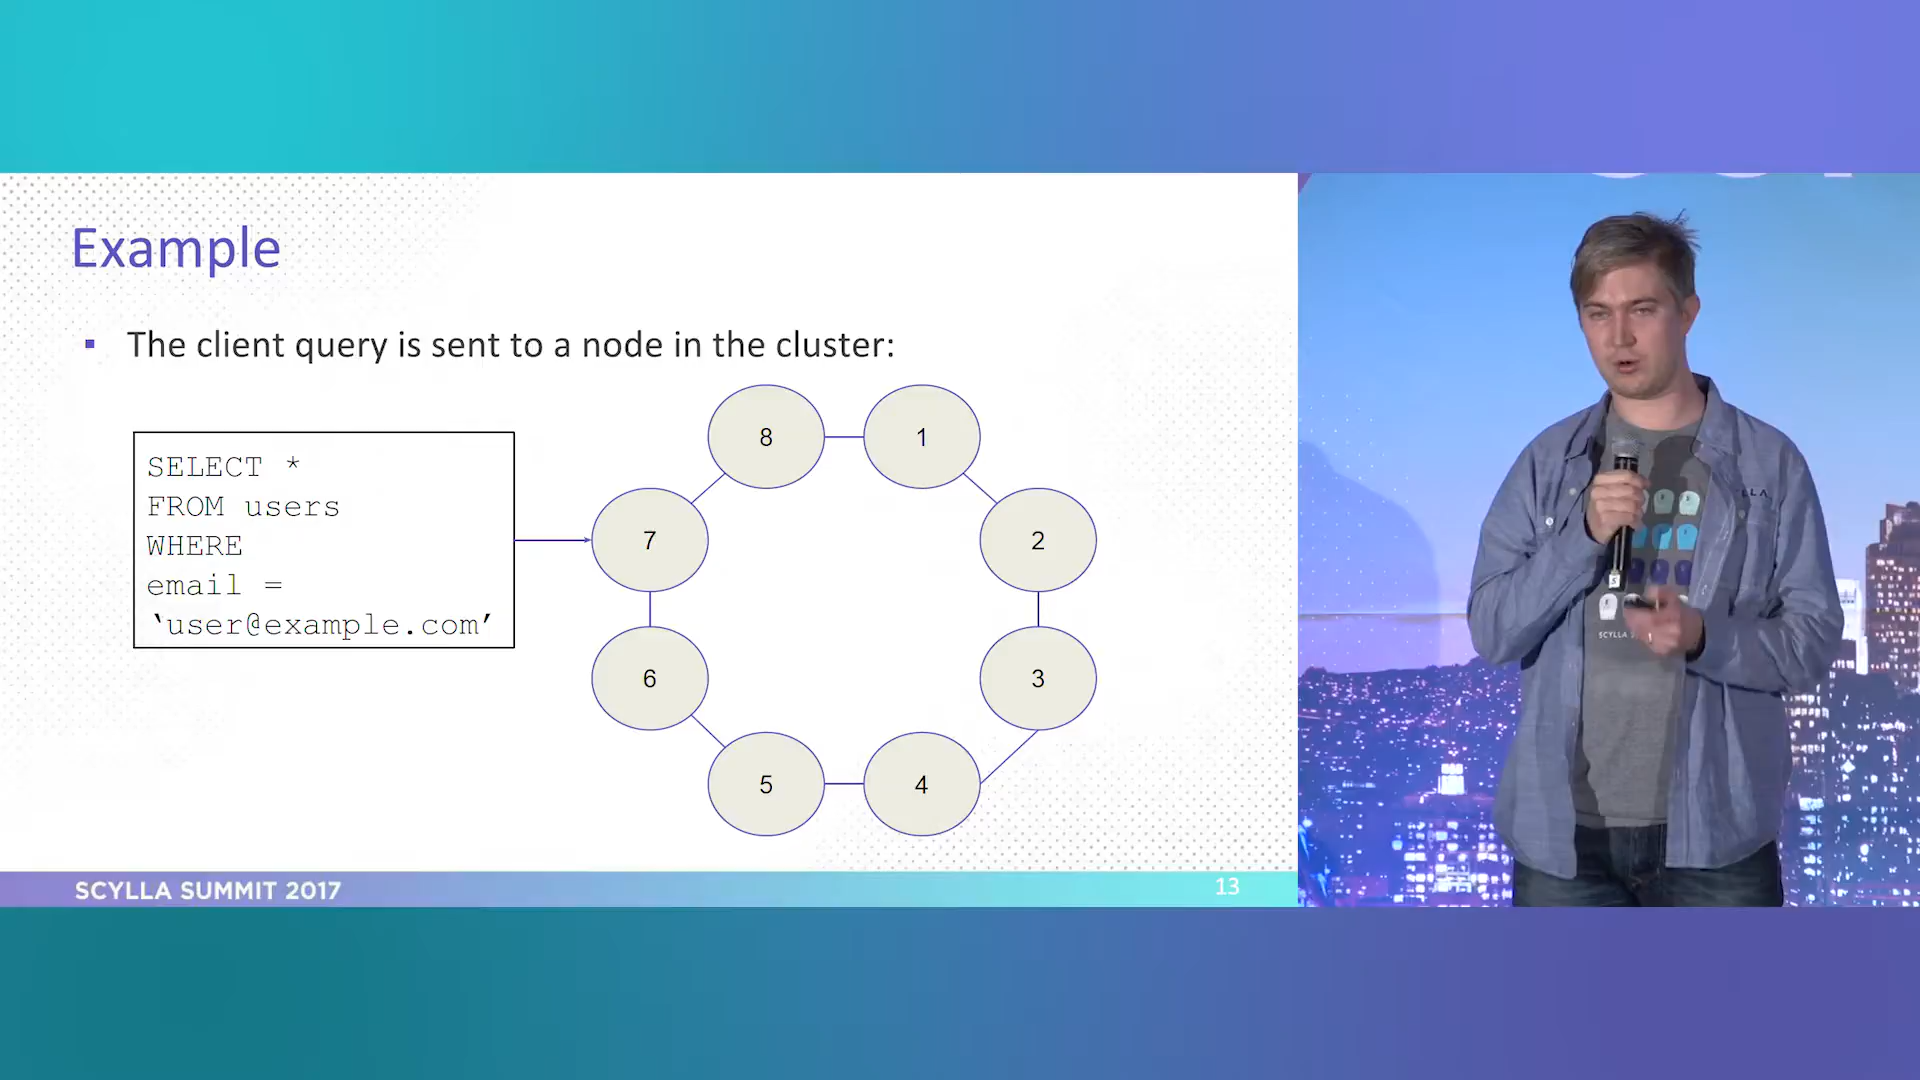 Example
▪ The client query is sent to a node in the cluster:
SELECT *
FROM users
WHERE
email =
‘user@example.com’
8
1
7
2
6
3
5
4
SCYLLA SUMMIT 2017
13
SCYLLA